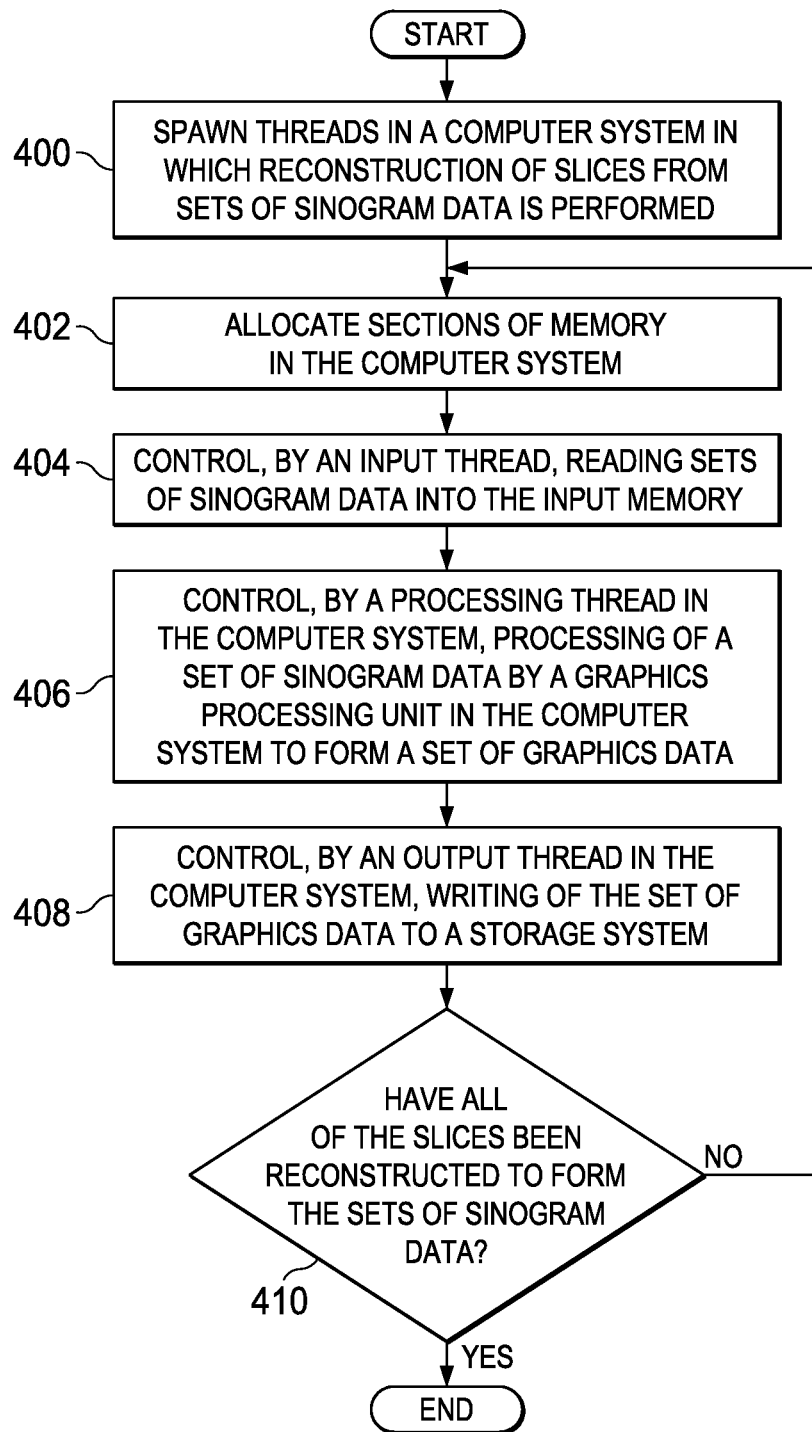 START
400
SPAWN THREADS IN A COMPUTER SYSTEM IN
WHICH RECONSTRUCTION OF SLICES FROM
SETS OF SINOGRAM DATA IS PERFORMED
402
ALLOCATE SECTIONS OF MEMORY
IN THE COMPUTER SYSTEM
404
CONTROL, BY AN INPUT THREAD, READING SETS
OF SINOGRAM DATA INTO THE INPUT MEMORY
406
CONTROL, BY A PROCESSING THREAD IN
THE COMPUTER SYSTEM, PROCESSING OF A
SET OF SINOGRAM DATA BY A GRAPHICS
PROCESSING UNIT IN THE COMPUTER
SYSTEM TO FORM A SET OF GRAPHICS DATA
408
CONTROL, BY AN OUTPUT THREAD IN THE
COMPUTER SYSTEM, WRITING OF THE SET OF
GRAPHICS DATA TO A STORAGE SYSTEM
HAVE ALL
OF THE SLICES BEEN
RECONSTRUCTED TO FORM
THE SETS OF SINOGRAM
DATA?
NO
410
YES
END